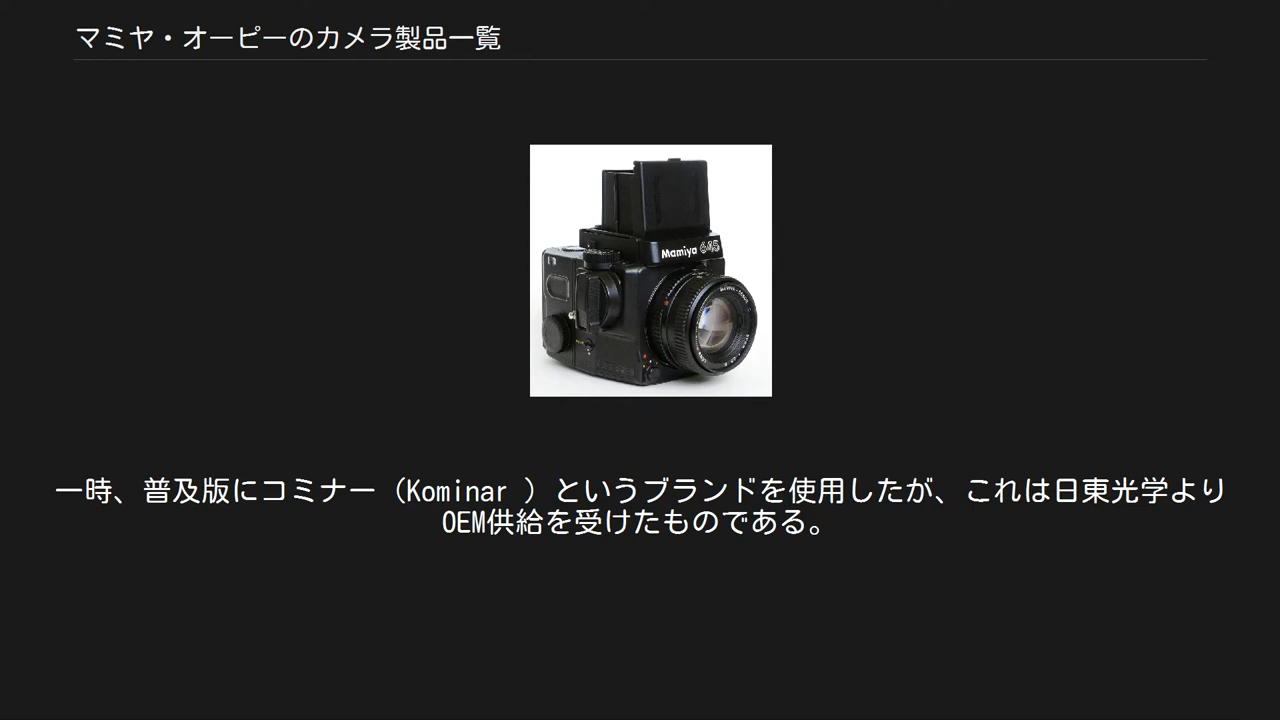 マミヤ・オーピーのカメラ製品一覧
Mamiya 645
一時、普及版にコミナー（Kominar ）というブランドを使用したが、これは日東光学より
OEM供給を受けたものである。